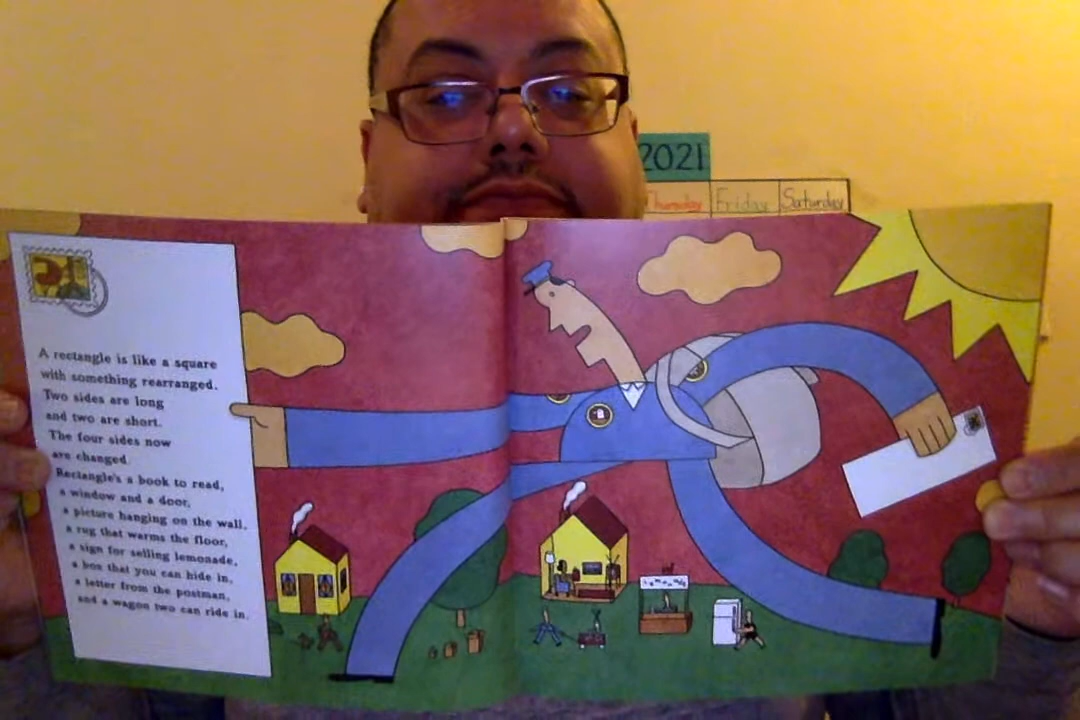 2021
Thursday Friday Saturday
A rectangle is like a square
with something rearranged.
Two sides are long
and two are short.
The four sides now
are changed.
Rectangle's a book to read,
a window and a door,
a picture hanging on the wall,
a rug that warms the floor,
a sign for selling lemonade,
a box that you can hide in,
a letter from the postman,
and a wagon two can ride in.